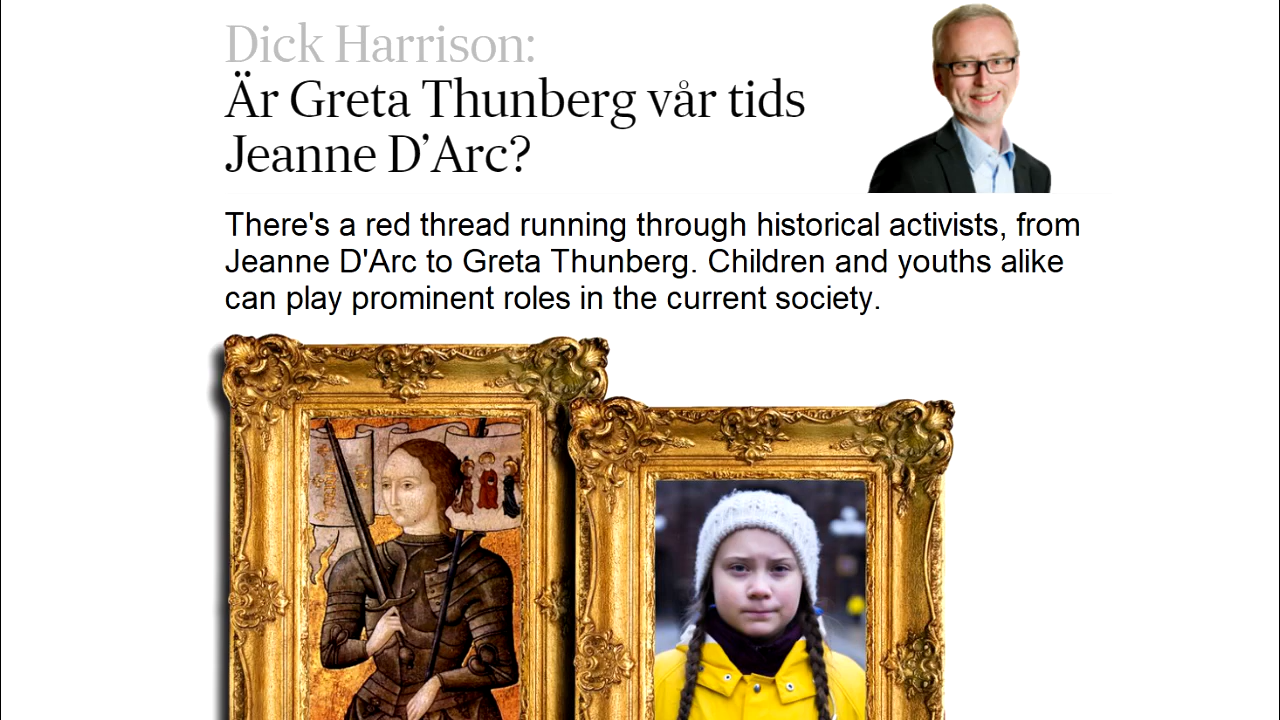 Dick Harrison:
Är Greta Thunberg vår tids
Jeanne D’Arc?
There's a red thread running through historical activists, from
Jeanne D'Arc to Greta Thunberg. Children and youths alike
can play prominent roles in the current society.